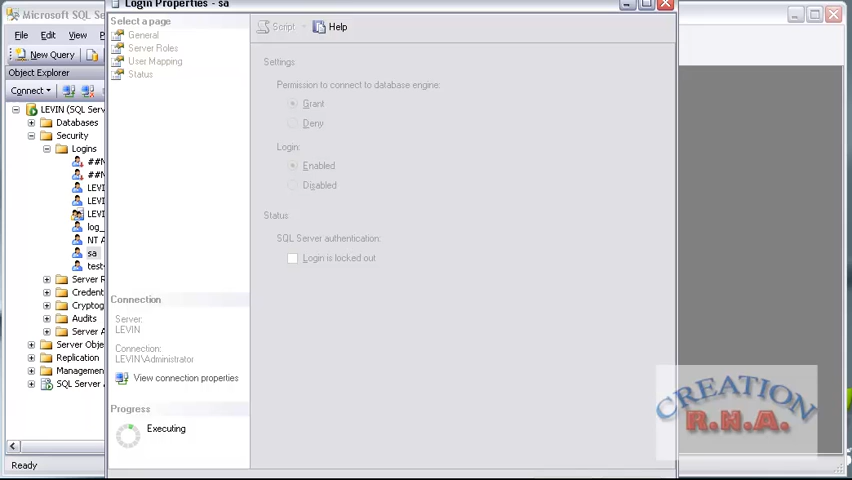 Microsoft SQL Se
Login Properties - sa
File Edit View
New Query
Object Explorer
Connect
LEVIN (SQL Serv
Databases
Security
Logins
##N
##N
LEVI
LEVI
LEVI
log_
NT A
sa
test
Server R
Credent
Cryptog
Audits
Server A
Server Obje
Replication
Managemen
SQL Server A
Ready
Select a page
General
Server Roles
User Mapping
Status
Connection
Server:
LEVIN
Connection:
LEVIN\Administrator
View connection properties
Progress
Executing
Script Help
Settings
Permission to connect to database engine:
Grant
Deny
Login:
Enabled
Disabled
Status
SQL Server authentication:
Login is locked out
CREATION
R.N.A.